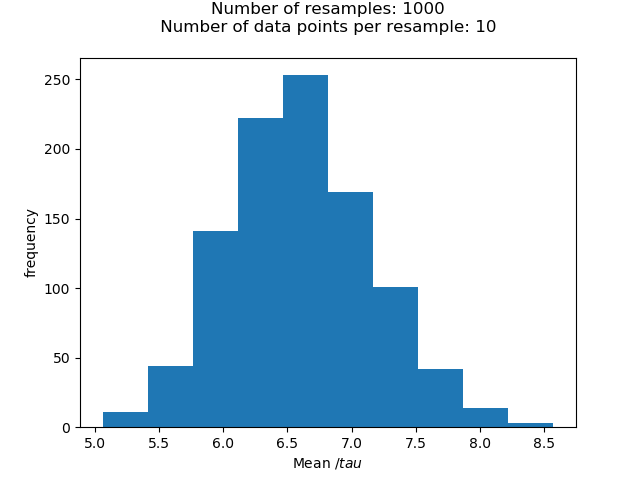 Number of resamples: 1000
Number of data points per resample: 10
250
200
150
100
50
0
frequency
5.0 5.5 6.0 6.5 7.0 7.5 8.0 8.5
Mean /tau